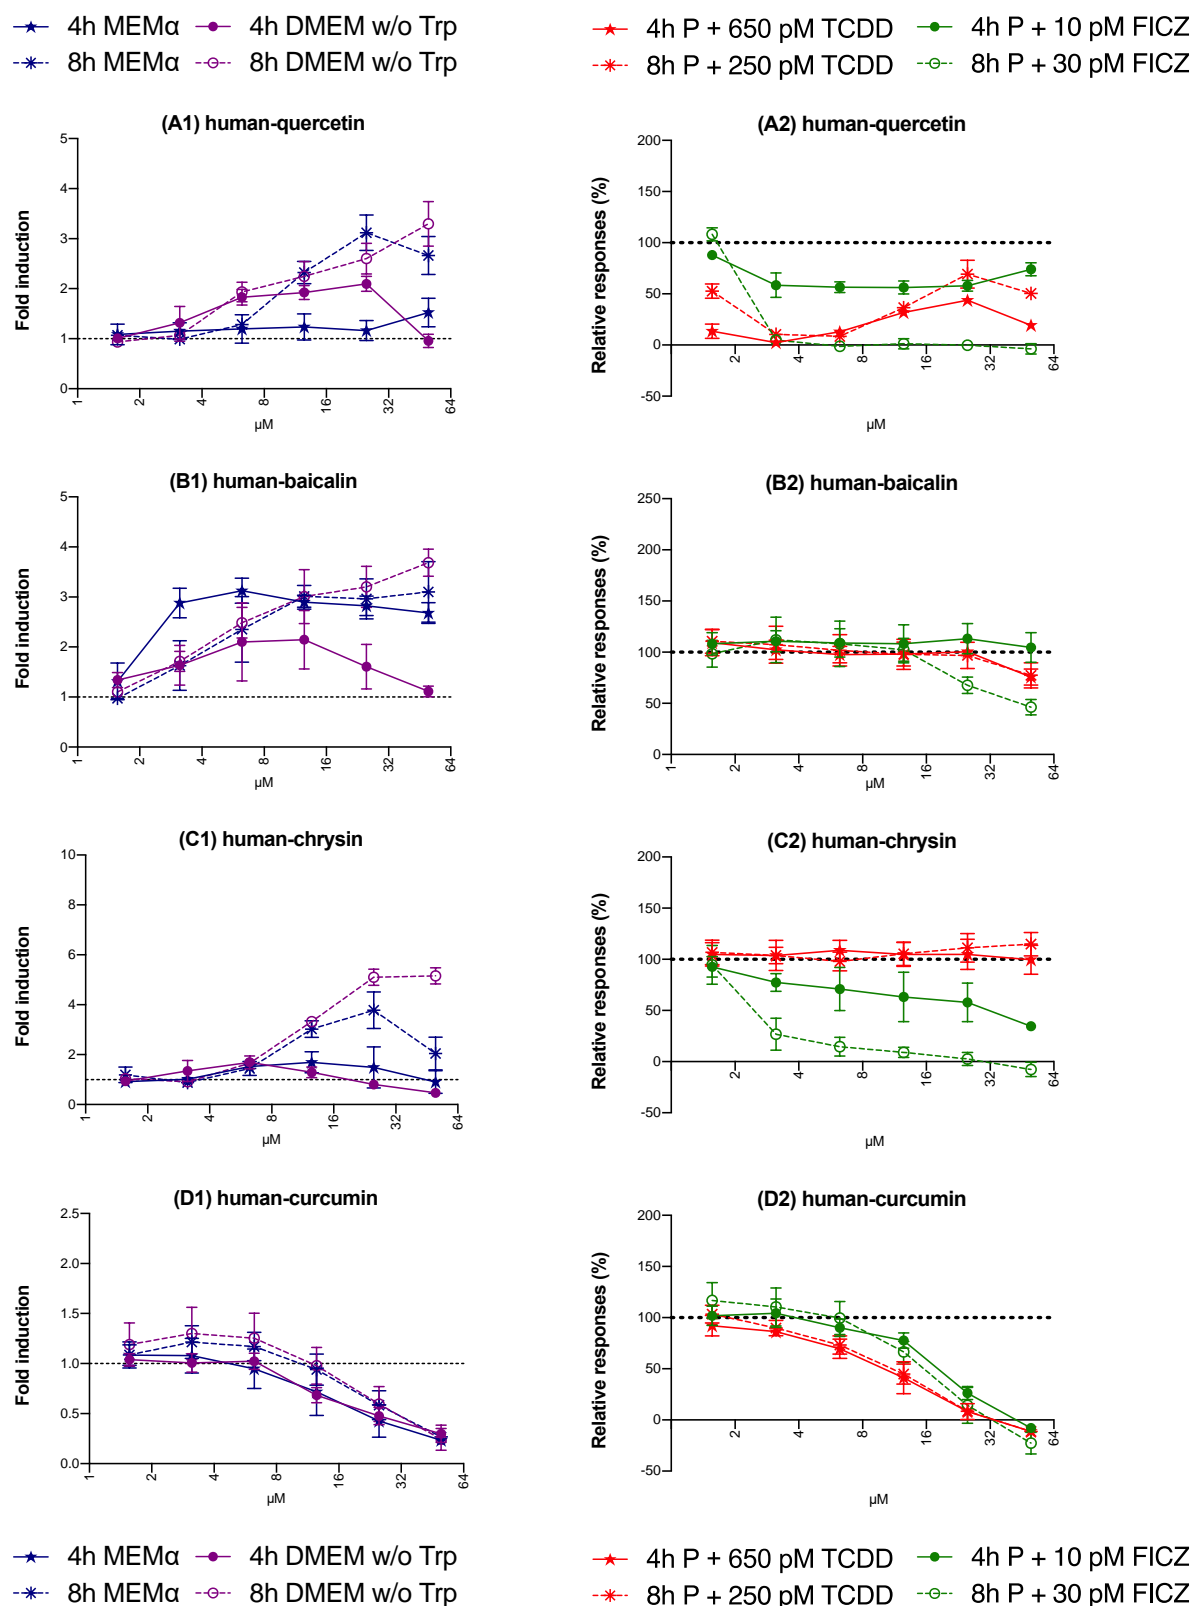 4h MEMα 4h DMEM w/o Trp 4h P + 650 pM TCDD 4h P + 10 pM FICZ
8h MEMα 8h DMEM w/o Trp 8h P + 250 pM TCDD 8h P + 30 pM FICZ
(A1) human-quercetin
Fold induction
5
4
3
2
1
0
1 2 4 8 16 32 64
µM
(A2) human-quercetin
Relative responses (%)
200
150
100
50
0
-50
2 4 8 16 32 64
µM
(B1) human-baicalin
Fold induction
5
4
3
2
1
0
1 2 4 8 16 32 64
µM
(B2) human-baicalin
Relative responses (%)
250
200
150
100
50
0
1 2 4 8 16 32 64
µM
(C1) human-chrysin
Fold induction
10
8
6
4
2
0
1 2 4 8 16 32 64
µM
(C2) human-chrysin
Relative responses (%)
200
150
100
50
0
-50
2 4 8 16 32 64
µM
(D1) human-curcumin
Fold induction
2.5
2.0
1.5
1.0
0.5
0.0
1 2 4 8 16 32 64
µM
(D2) human-curcumin
Relative responses (%)
200
150
100
50
0
-50
2 4 8 16 32 64
µM
4h MEMα 4h DMEM w/o Trp 4h P + 650 pM TCDD 4h P + 10 pM FICZ
8h MEMα 8h DMEM w/o Trp 8h P + 250 pM TCDD 8h P + 30 pM FICZ